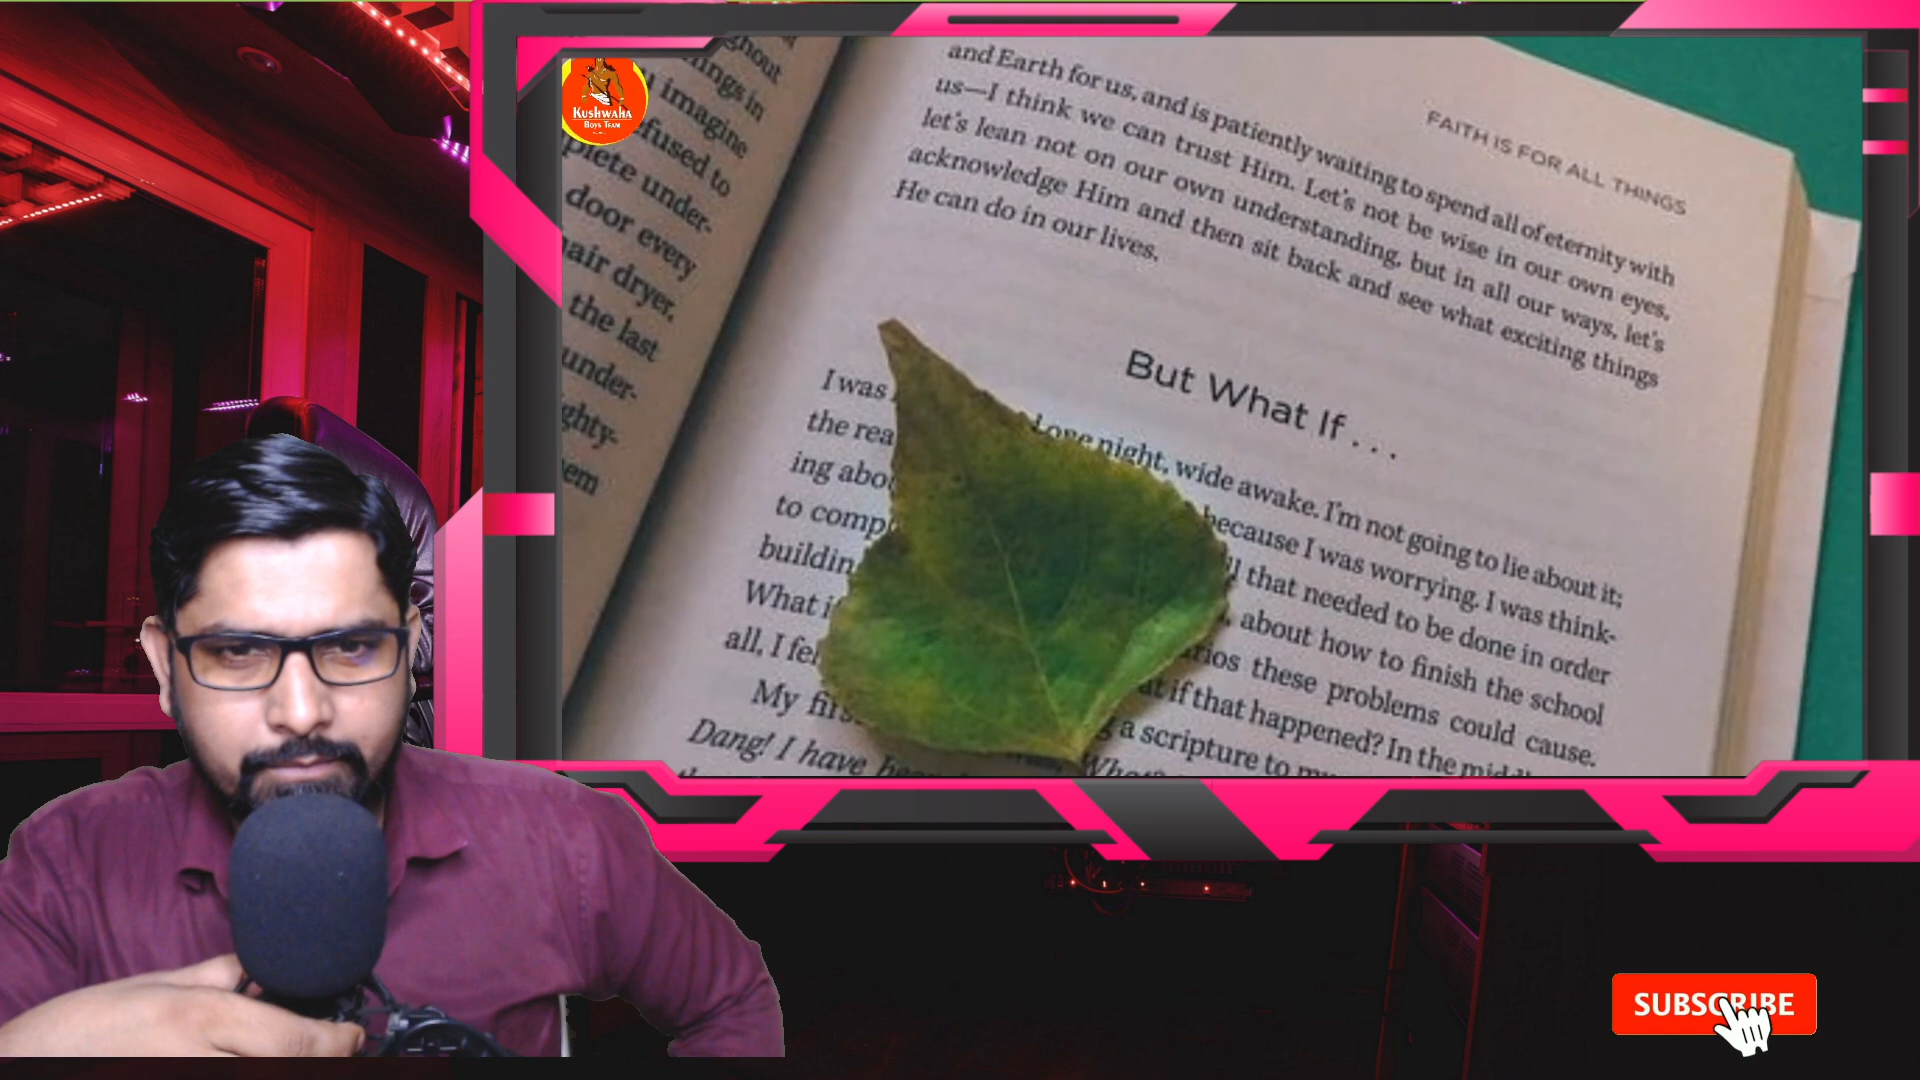 KUSHWAHA
BOYS TEAM
ghout
ings in
imagine
efused to
plete under-
door every
hair dryer,
the last
under-
ghty-
em
FAITH IS FOR ALL THINGS
and Earth for us, and is patiently waiting to spend all of eternity with
us—I think we can trust Him. Let's not be wise in our own eyes,
let's lean not on our own understanding, but in all our ways, let's
acknowledge Him and then sit back and see what exciting things
He can do in our lives.
But What If . . .
I was night, wide awake. I'm not going to lie about it;
the rea because I was worrying. I was think-
ing abo that needed to be done in order
to comp about how to finish the school
buildin these problems could cause.
What i if that happened? In the middl
all, I fel a scripture to my
My firs What?
Dang! I have
SUBSCRIBE